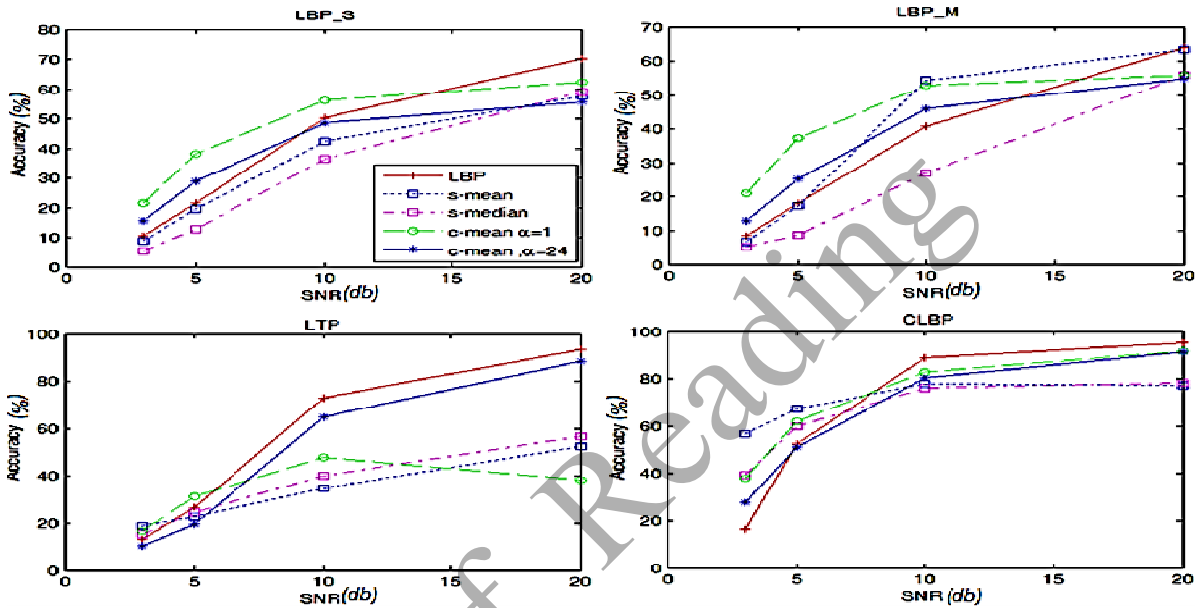 LBP_S
Accuracy (%)
80
70
60
50
40
30
20
10
0
0 5 10 15 20
SNR(db)
LBP
s-mean
s-median
c-mean α=1
c-mean ,α=24
LBP_M
Accuracy (%)
70
60
50
40
30
20
10
0
0 5 10 15 20
SNR(db)
LTP
Accuracy (%)
100
80
60
40
20
0
0 5 10 15 20
SNR(db)
CLBP
Accuracy (%)
100
80
60
40
20
0
0 5 10 15 20
SNR(db)
f Reading